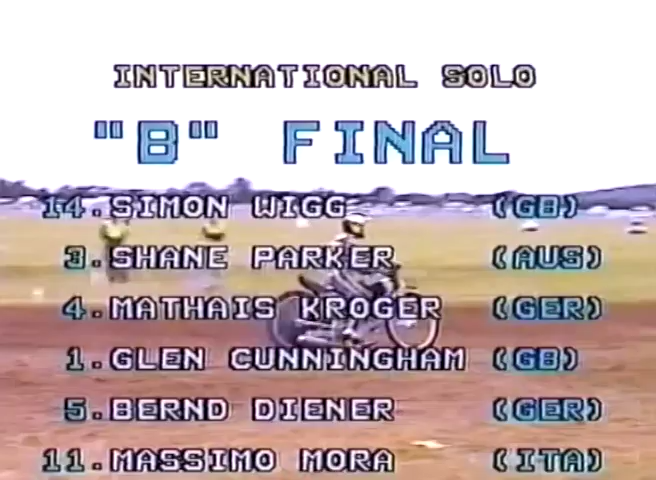 INTERNATIONAL SOLO
"B" FINAL
14. SIMON WIGG (GB)
3. SHANE PARKER (AUS)
4. MATHAIS KROGER (GER)
1. GLEN CUNNINGHAM (GB)
5. BERND DIENER (GER)
11. MASSIMO MORA (ITA)